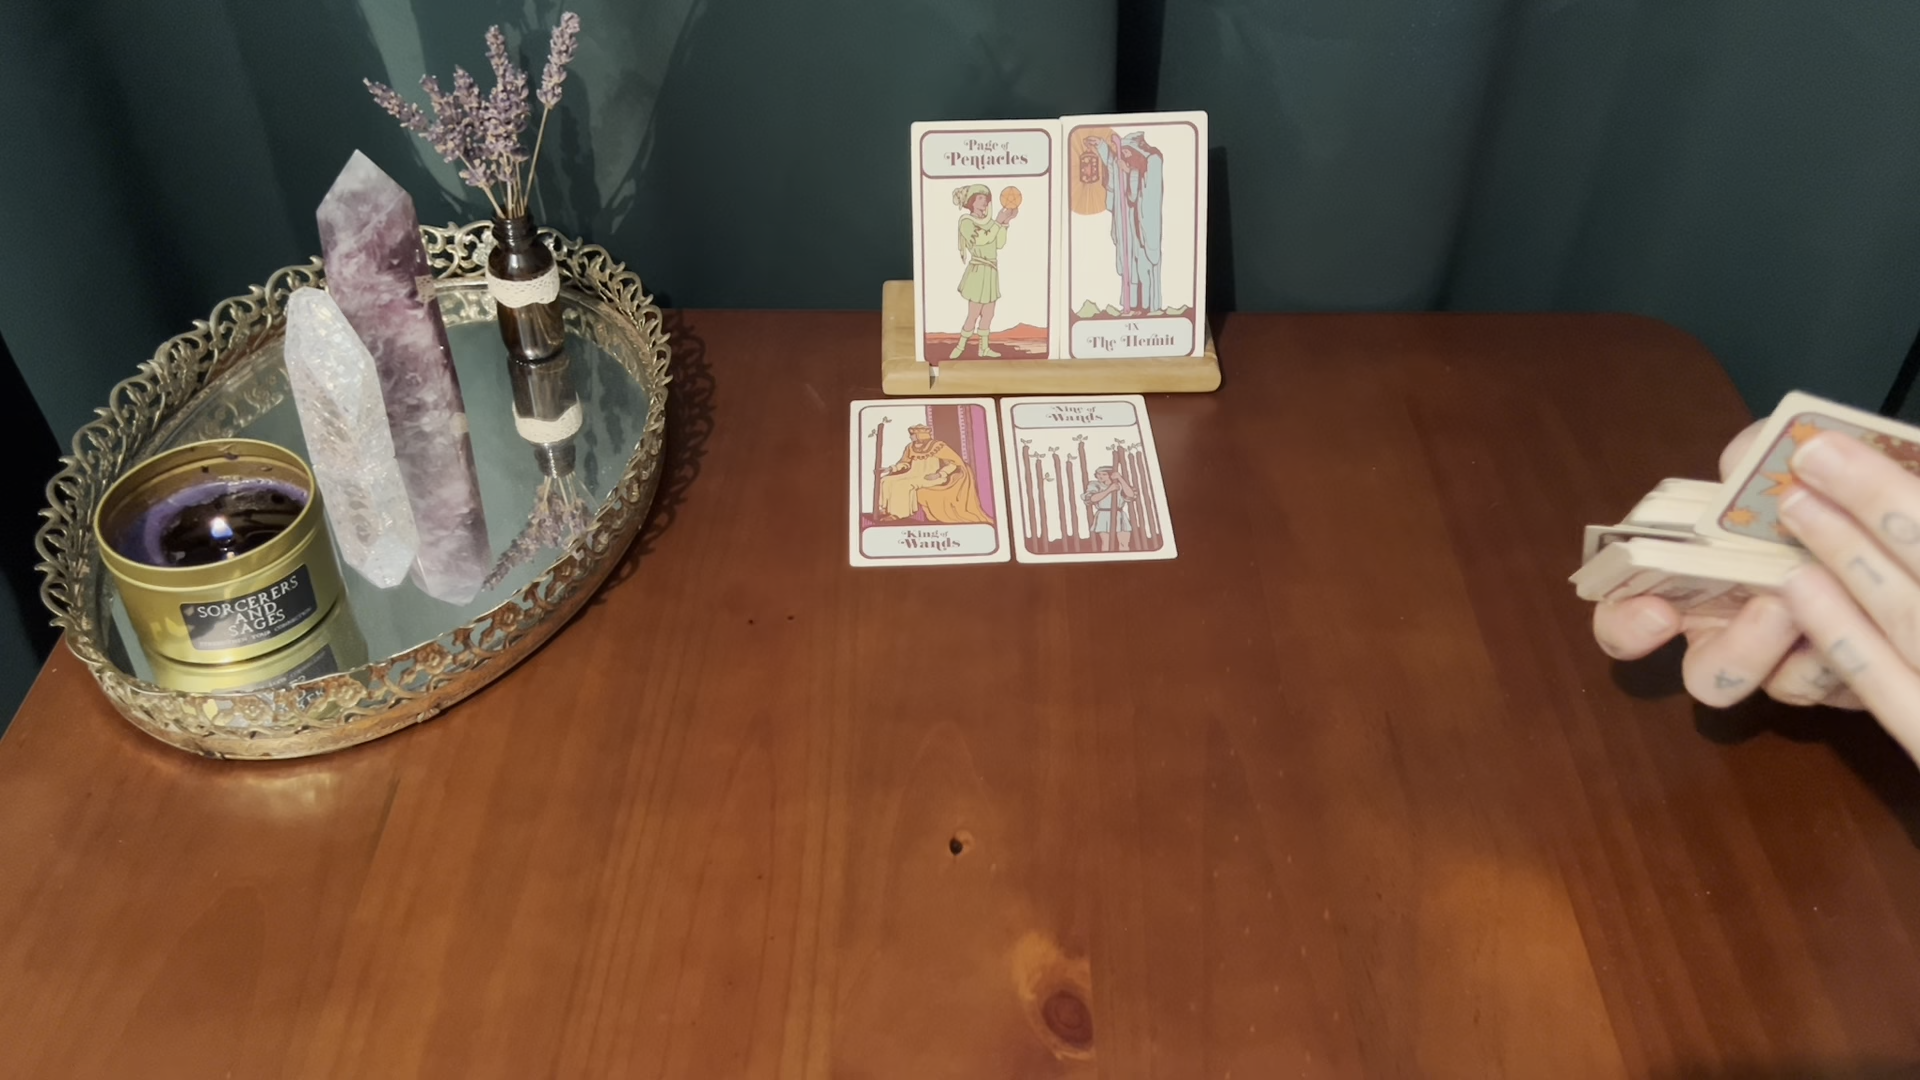 Page of
Pentacles
IX
The Hermit
King of
Wands
Nine of
Wands
SORCERERS
AND
SAGES